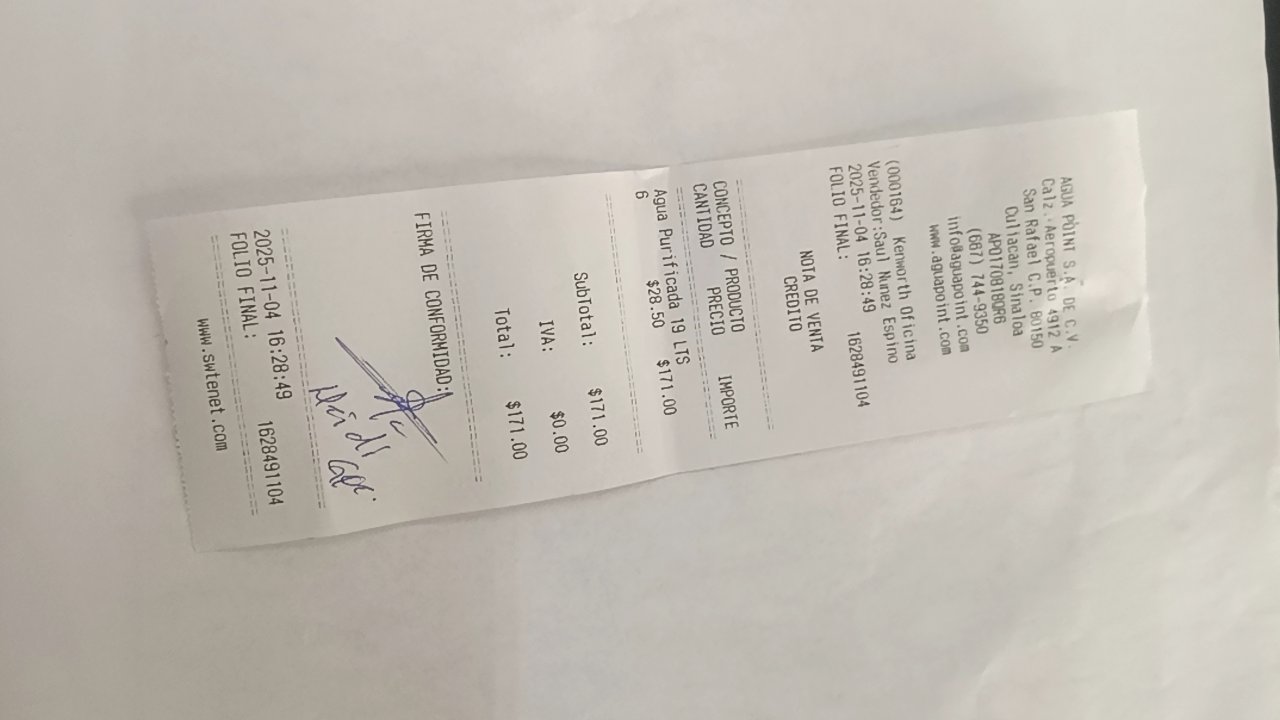 AGUA POINT S.A. DE C.V.
Calz. Aeropuerto 4912 A
San Rafael C.P. 80150
Culiacan, Sinaloa
APO170818QR6
(667) 744-9350
info@aguapoint.com
www.aguapoint.com
(000164) Kenworth Oficina
Vendedor:Saul Nunez Espino
2025-11-04 16:28:49 1628491104
FOLIO FINAL:
NOTA DE VENTA
CREDITO
CONCEPTO / PRODUCTO
CANTIDAD PRECIO IMPORTE
Agua Purificada 19 LTS
6 $28.50 $171.00
SubTotal: $171.00
IVA: $0.00
Total: $171.00
FIRMA DE CONFORMIDAD:
2025-11-04 16:28:49 1628491104
FOLIO FINAL:
www.swtenet.com